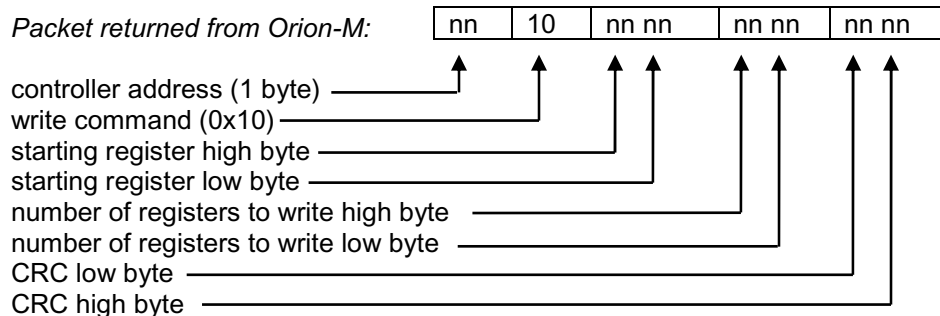 Packet returned from Orion-M: nn 10 nn nn nn nn nn nn
controller address (1 byte)
write command (0x10)
starting register high byte
starting register low byte
number of registers to write high byte
number of registers to write low byte
CRC low byte
CRC high byte